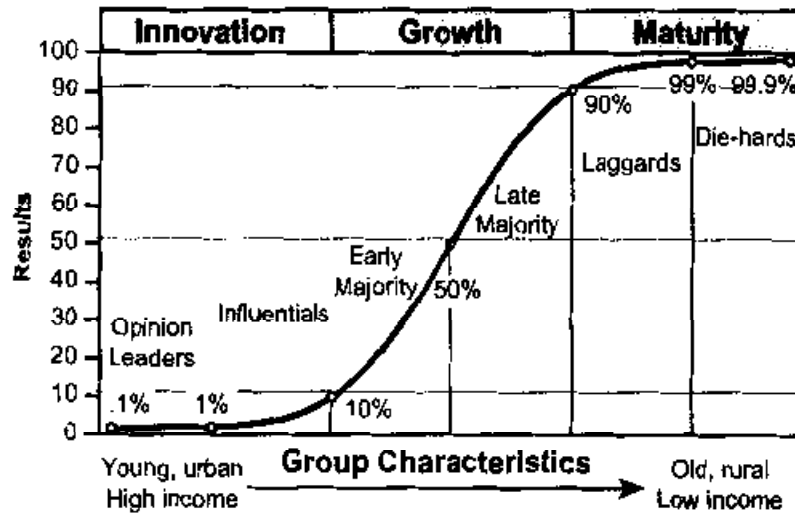 Innovation Growth Maturity
100
90
80
70
60
50
40
30
20
10
0
Results
99% 99.9%
90%
Die-hards
Laggards
Late
Majority
Early
Majority
50%
Influentials
Opinion
Leaders
.1% 1% 10%
Young, urban
High income
Group Characteristics
Old, rural
Low income